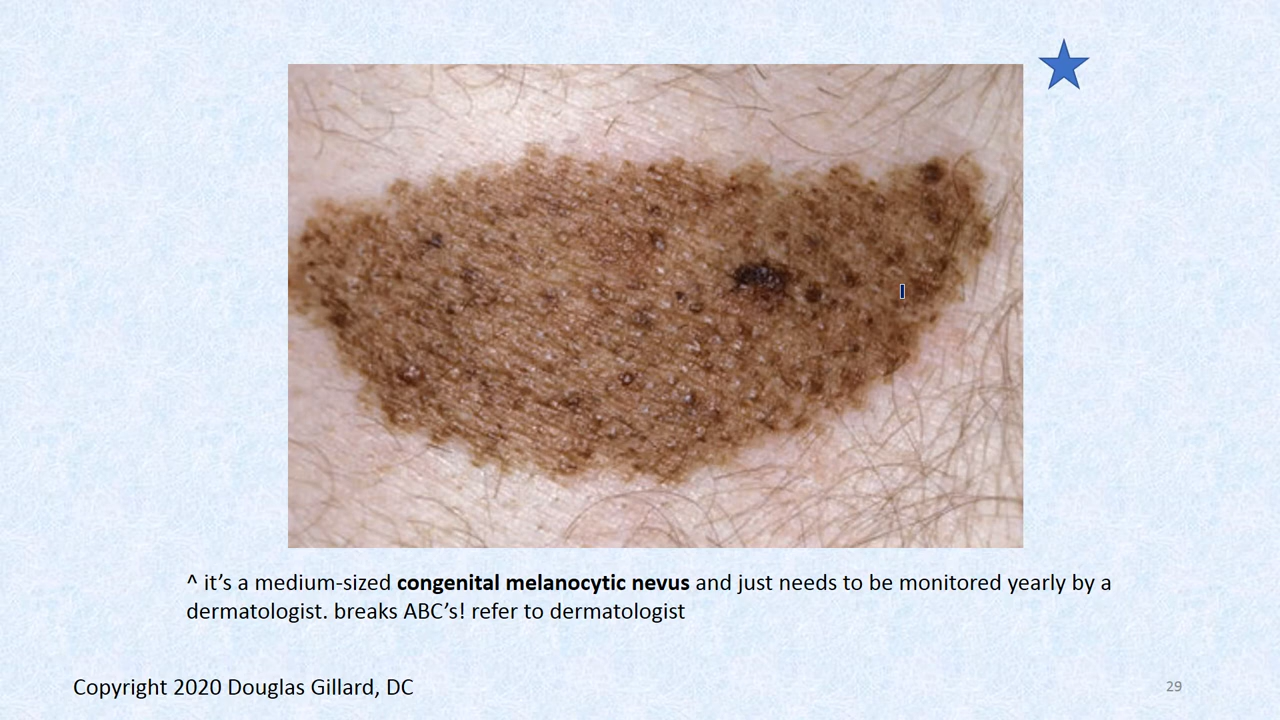 ^ it’s a medium-sized congenital melanocytic nevus and just needs to be monitored yearly by a
dermatologist. breaks ABC’s! refer to dermatologist
Copyright 2020 Douglas Gillard, DC
29